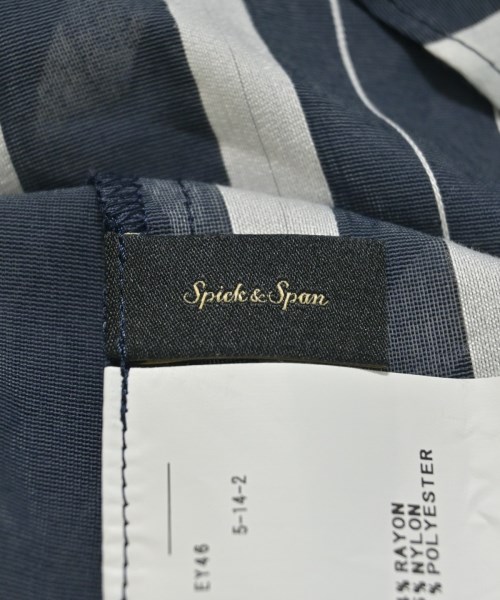 Spick & Span
EY46
5-14-2
% RAYON
% NYLON
% POLYESTER